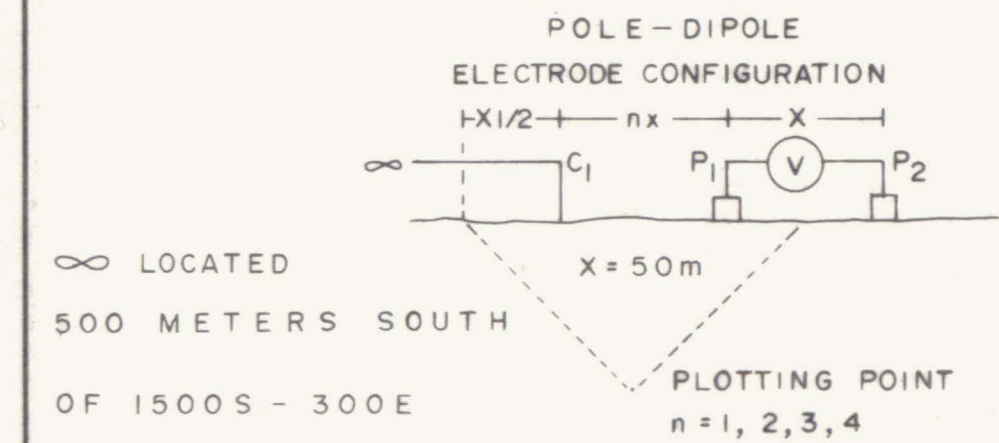 POLE-DIPOLE
ELECTRODE CONFIGURATION
X1/2 nx X
∞ C1 P1 V P2
∞ LOCATED
X = 50m
500 METERS SOUTH
PLOTTING POINT
OF 1500S - 300E
n = 1, 2, 3, 4